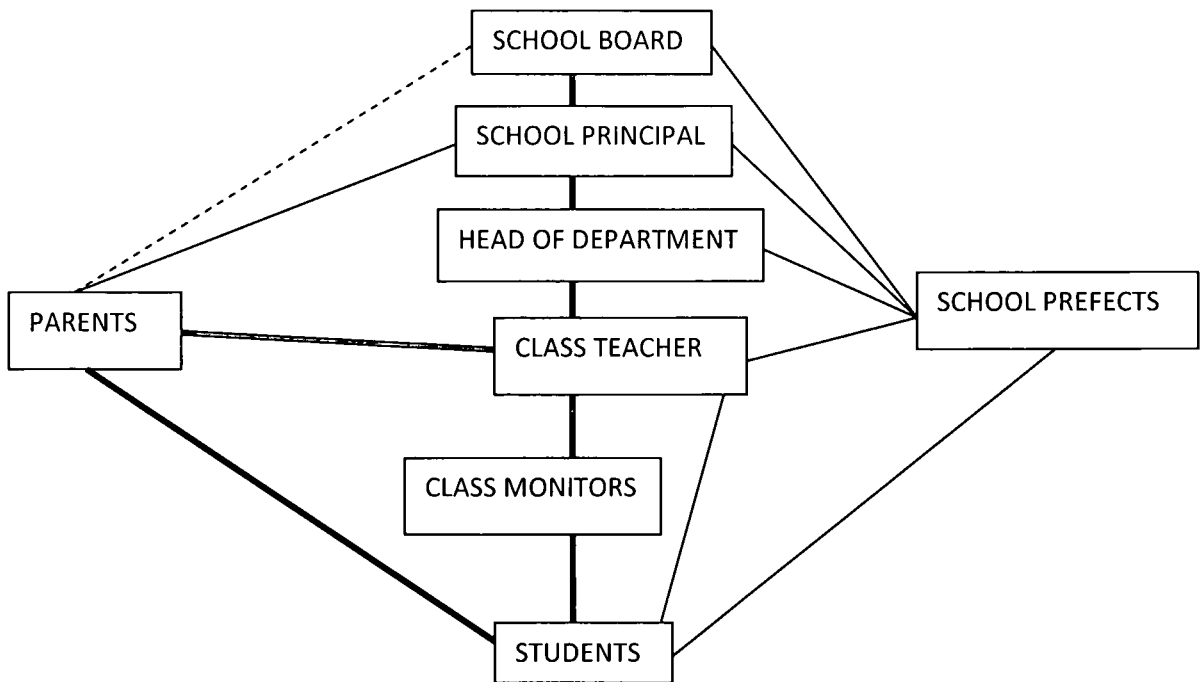 SCHOOL BOARD
SCHOOL PRINCIPAL
HEAD OF DEPARTMENT
SCHOOL PREFECTS
PARENTS
CLASS TEACHER
CLASS MONITORS
STUDENTS